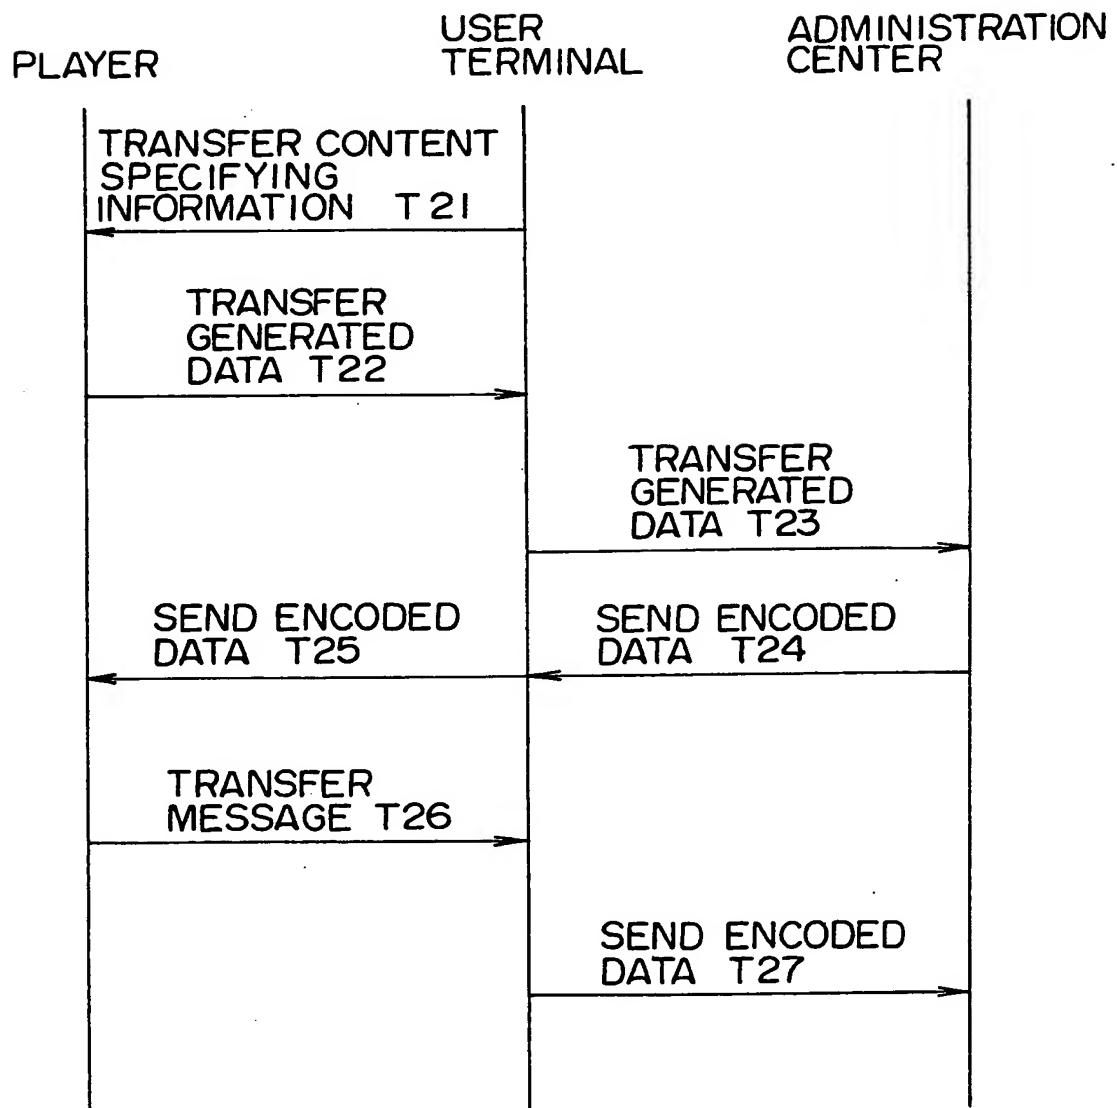 PLAYER
USER
TERMINAL
ADMINISTRATION
CENTER
TRANSFER CONTENT
SPECIFYING
INFORMATION T21
TRANSFER
GENERATED
DATA T22
TRANSFER
GENERATED
DATA T23
SEND ENCODED
DATA T25
SEND ENCODED
DATA T24
TRANSFER
MESSAGE T26
SEND ENCODED
DATA T27